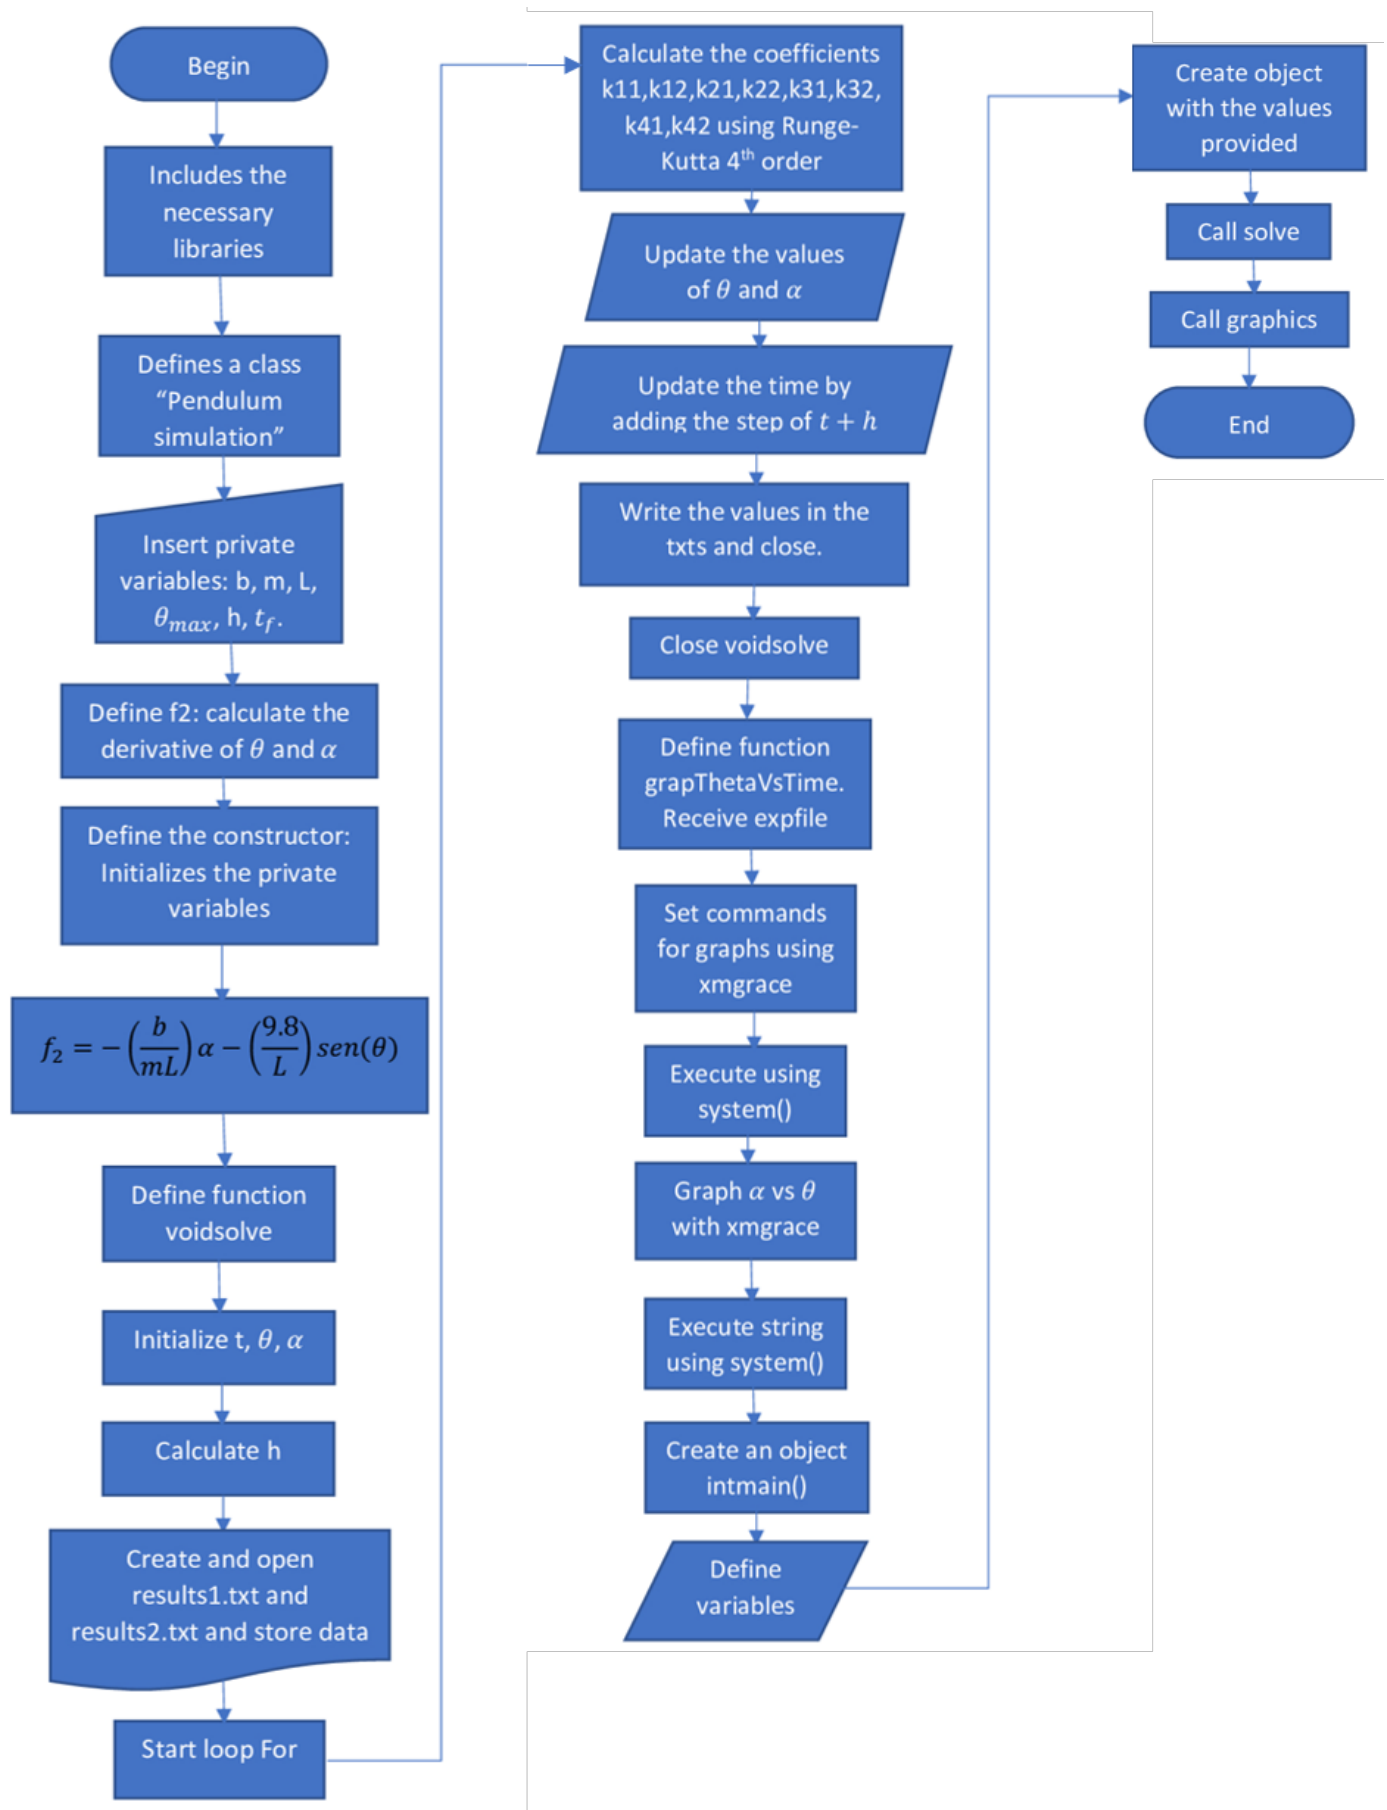 Begin
Includes the
necessary
libraries
Defines a class
“Pendulum
simulation”
Insert private
variables: b, m, L,
θ_max, h, t_f.
Define f2: calculate the
derivative of θ and α
Define the constructor:
Initializes the private
variables
f₂ = −(b/mL)α − (9.8/L)sen(θ)
Define function
voidsolve
Initialize t, θ, α
Calculate h
Create and open
results1.txt and
results2.txt and store data
Start loop For
Calculate the coefficients
k11,k12,k21,k22,k31,k32,
k41,k42 using Runge-
Kutta 4th order
Update the values
of θ and α
Update the time by
adding the step of t + h
Write the values in the
txts and close.
Close voidsolve
Define function
grapThetaVsTime.
Receive expfile
Set commands
for graphs using
xmgrace
Execute using
system()
Graph α vs θ
with xmgrace
Execute string
using system()
Create an object
intmain()
Define
variables
Create object
with the values
provided
Call solve
Call graphics
End